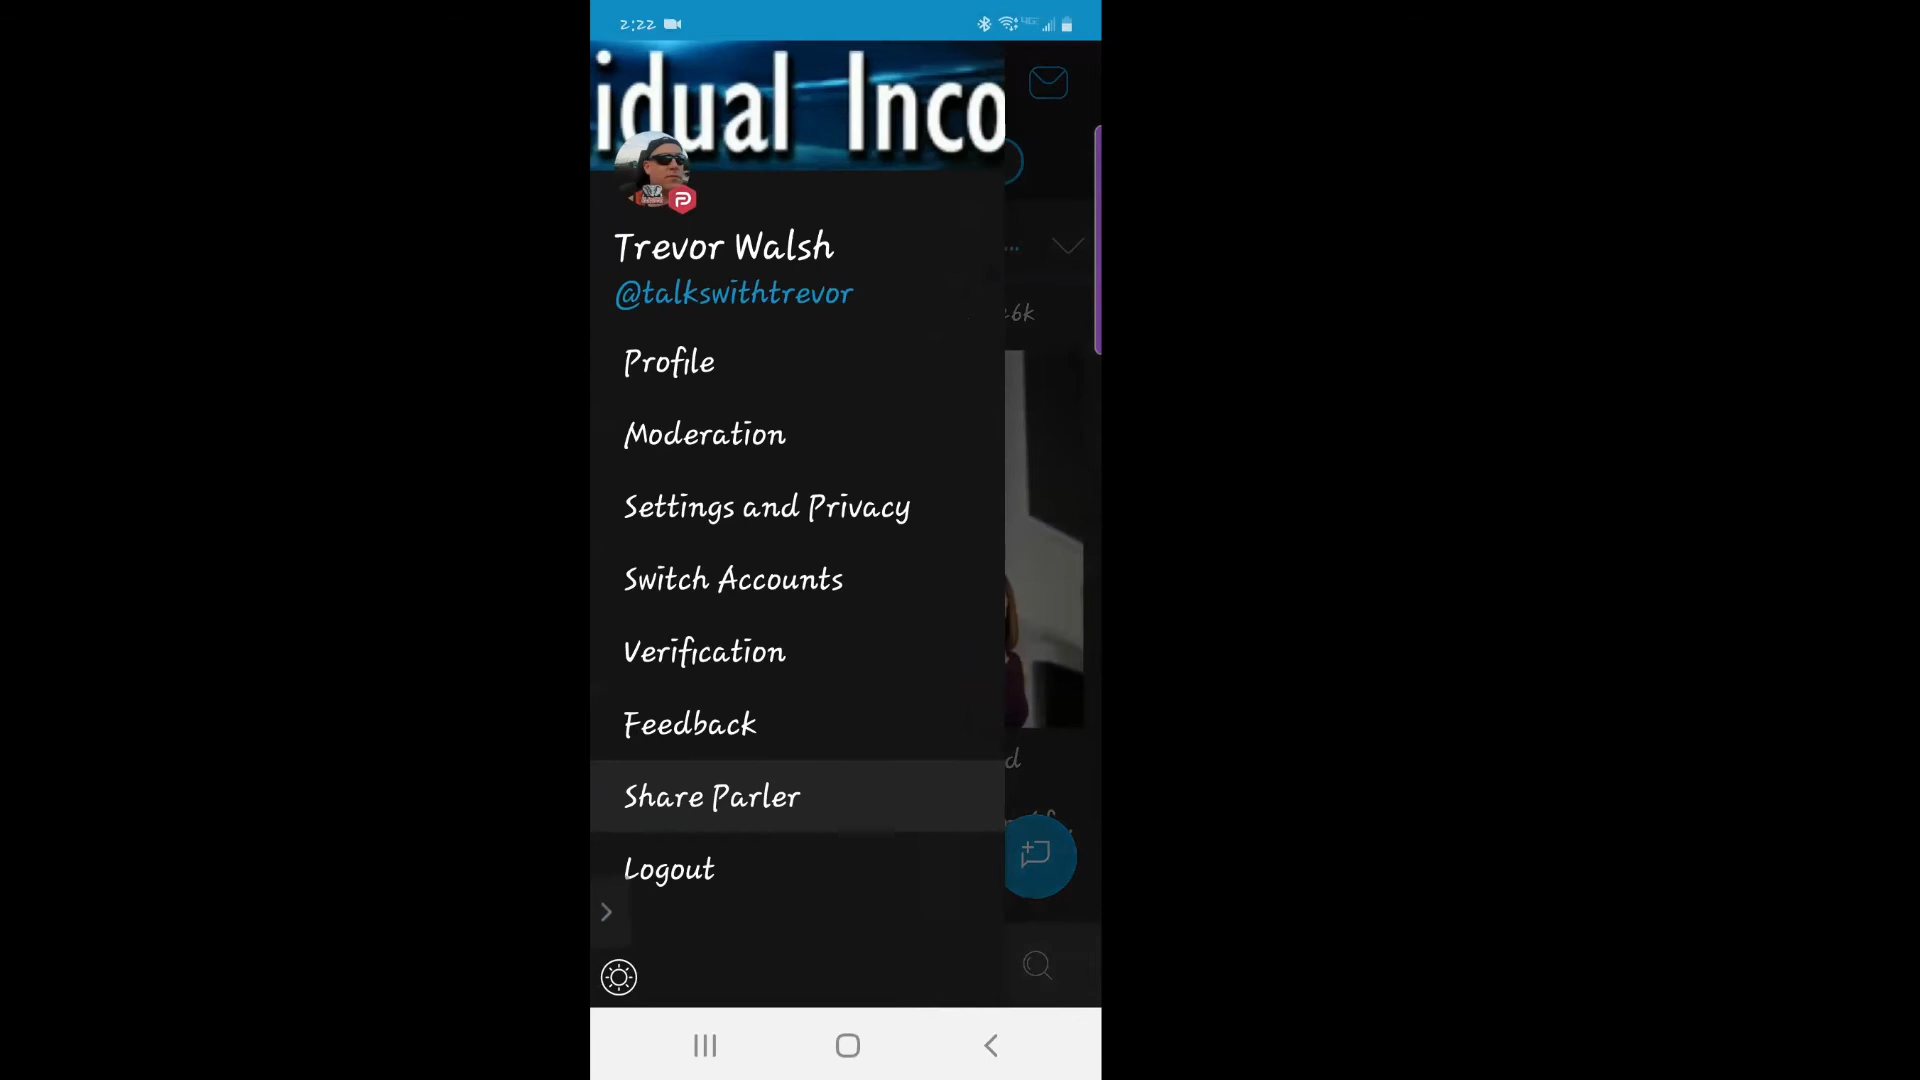 2:22
idual Inco
Trevor Walsh
@talkswithtrevor
Profile
Moderation
Settings and Privacy
Switch Accounts
Verification
Feedback
Share Parler
Logout
...
6k
d